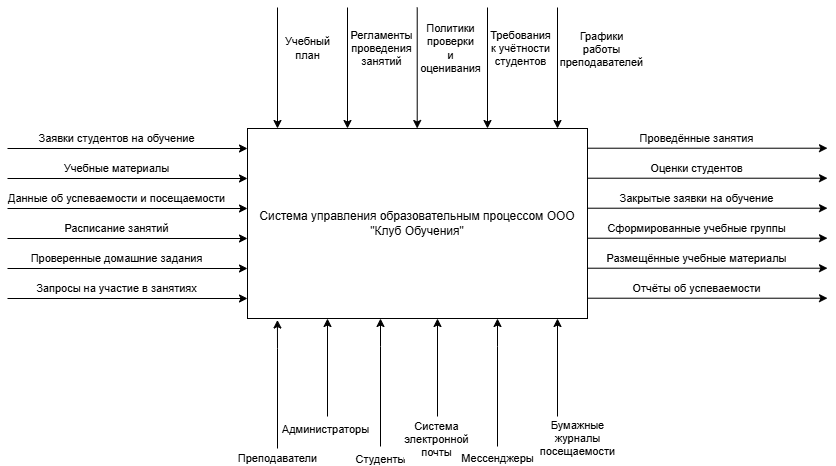 Учебный
план
Регламенты
проведения
занятий
Политики
проверки
и
оценивания
Требования
к учётности
студентов
Графики
работы
преподавателей
Заявки студентов на обучение
Учебные материалы
Данные об успеваемости и посещаемости
Расписание занятий
Проверенные домашние задания
Запросы на участие в занятиях
Система управления образовательным процессом ООО
"Клуб Обучения"
Проведённые занятия
Оценки студентов
Закрытые заявки на обучение
Сформированные учебные группы
Размещённые учебные материалы
Отчёты об успеваемости
Преподаватели
Администраторы
Студенты
Система
электронной
почты
Мессенджеры
Бумажные
журналы
посещаемости